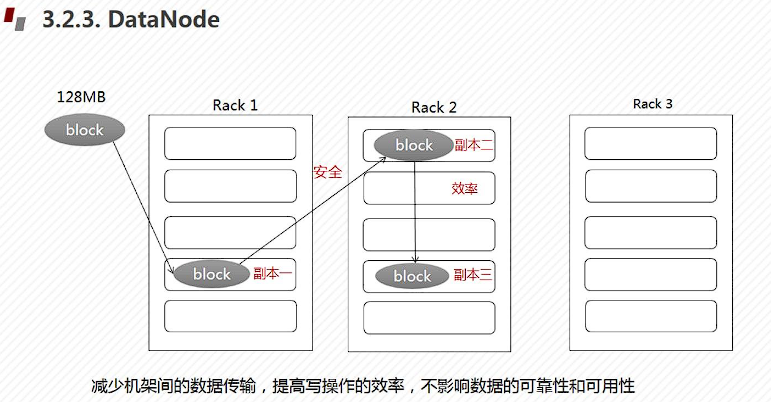 3.2.3. DataNode
128MB
block
Rack 1
Rack 2
Rack 3
block 副本二
安全
效率
block 副本一
block 副本三
减少机架间的数据传输，提高写操作的效率，不影响数据的可靠性和可用性